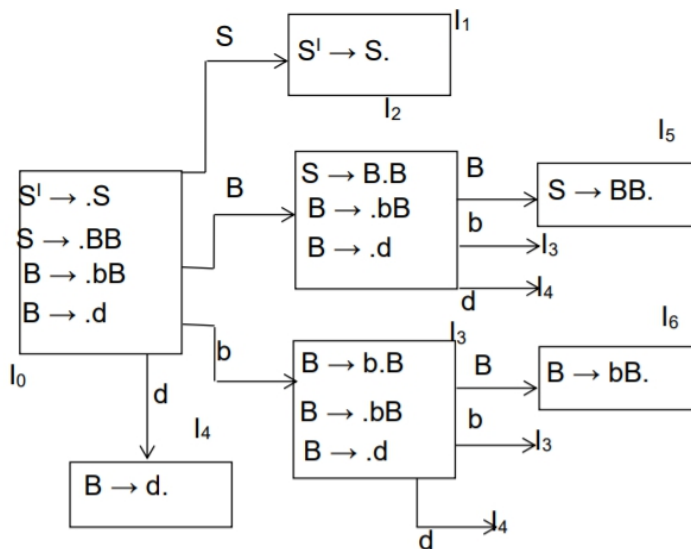 S
I₁
Sᴵ → S.
I₂
I₅
Sᴵ → .S
S → .BB
B → .bB
B → .d
I₀
B
S → B.B
B → .bB
B → .d
B
S → BB.
b
I₃
d
I₄
b
I₃
I₆
B → b.B
B → .bB
B → .d
B
B → bB.
b
I₃
d
I₄
d
I₄
B → d.